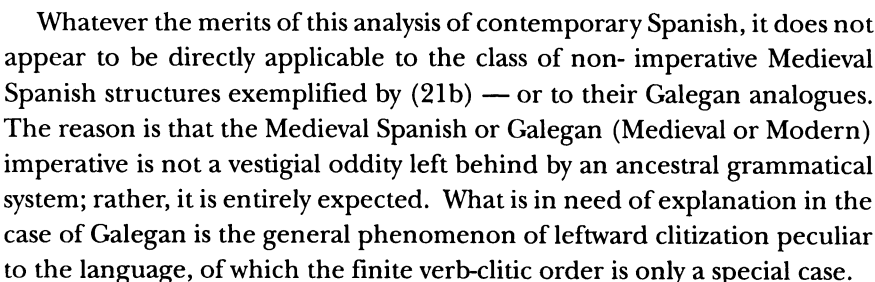 Whatever the merits of this analysis of contemporary Spanish, it does not
appear to be directly applicable to the class of non- imperative Medieval
Spanish structures exemplified by (21b) — or to their Galegan analogues.
The reason is that the Medieval Spanish or Galegan (Medieval or Modern)
imperative is not a vestigial oddity left behind by an ancestral grammatical
system; rather, it is entirely expected. What is in need of explanation in the
case of Galegan is the general phenomenon of leftward clitization peculiar
to the language, of which the finite verb-clitic order is only a special case.